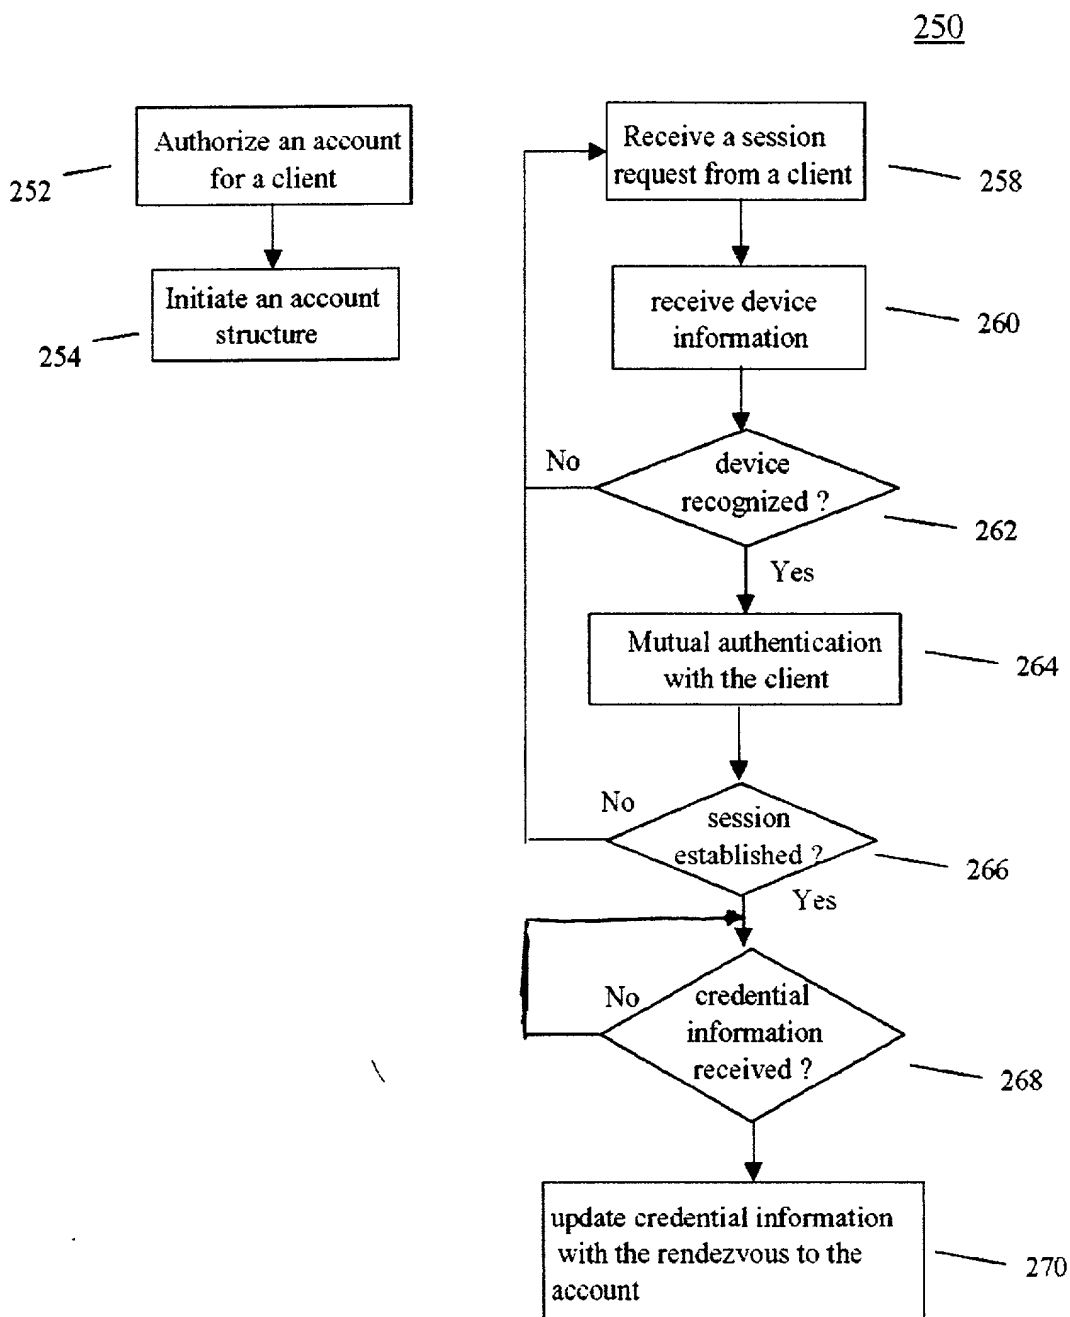 250
Authorize an account
for a client
252
Initiate an account
structure
254
Receive a session
request from a client
258
receive device
information
260
No
device
recognized ?
262
Yes
Mutual authentication
with the client
264
No
session
established ?
266
Yes
No
credential
information
received ?
268
update credential information
with the rendezvous to the
account
270